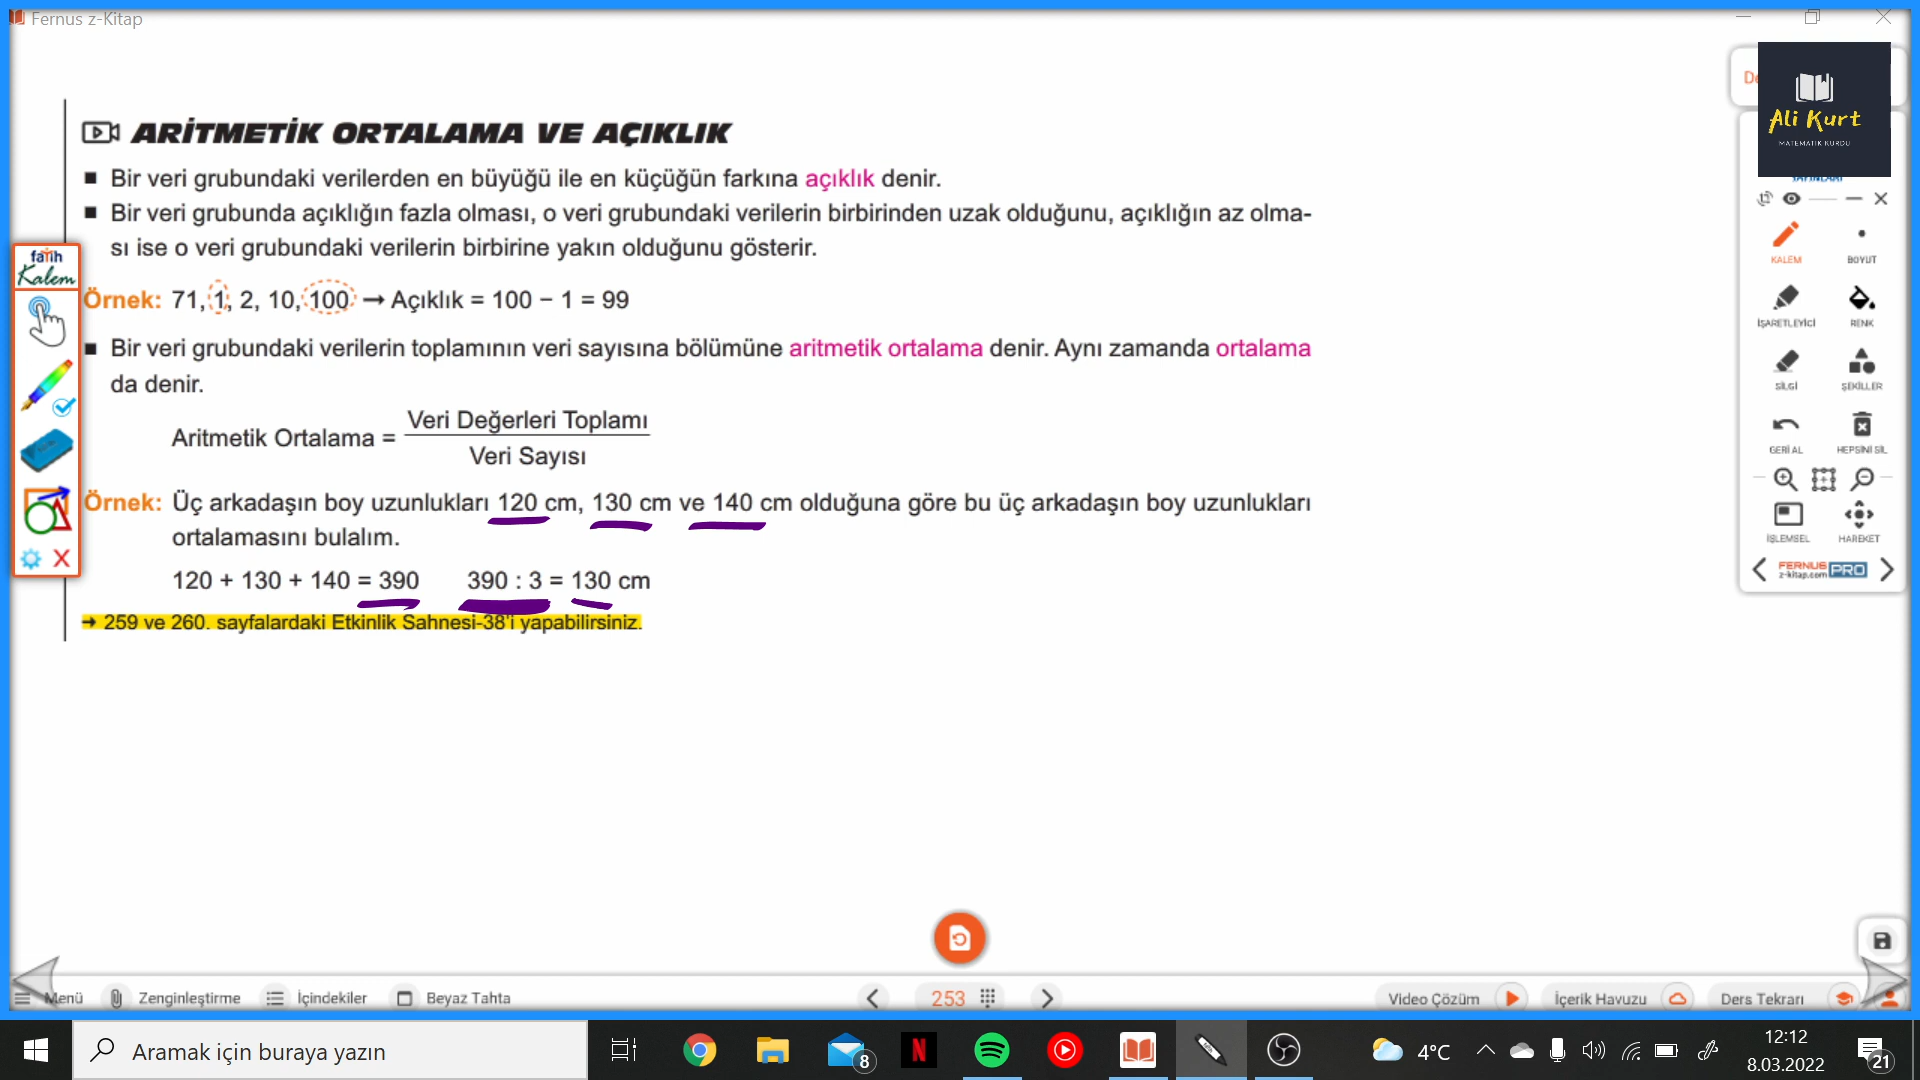 Fernus z-Kitap
ARİTMETİK ORTALAMA VE AÇIKLIK
Bir veri grubundaki verilerden en büyüğü ile en küçüğün farkına açıklık denir.
Bir veri grubunda açıklığın fazla olması, o veri grubundaki verilerin birbirinden uzak olduğunu, açıklığın az olma-
sı ise o veri grubundaki verilerin birbirine yakın olduğunu gösterir.
Örnek: 71, 1, 2, 10, 100 → Açıklık = 100 − 1 = 99
Bir veri grubundaki verilerin toplamının veri sayısına bölümüne aritmetik ortalama denir. Aynı zamanda ortalama
da denir.
Aritmetik Ortalama = Veri Değerleri Toplamı
Veri Sayısı
Örnek: Üç arkadaşın boy uzunlukları 120 cm, 130 cm ve 140 cm olduğuna göre bu üç arkadaşın boy uzunlukları
ortalamasını bulalım.
120 + 130 + 140 = 390 390 : 3 = 130 cm
→ 259 ve 260. sayfalardaki Etkinlik Sahnesi-38'i yapabilirsiniz.
fatih
Kalem
Ali Kurt
MATEMATİK KURDU
KALEM BOYUT
İŞARETLEYİCİ RENK
SİLGİ ŞEKİLLER
GERİ AL HEPSİNİ SİL
İŞLEMSEL HAREKET
FERNUS z-kitap.com PRO
Menü Zenginleştirme İçindekiler Beyaz Tahta 253 Video Çözüm İçerik Havuzu Ders Tekrarı
Aramak için buraya yazın 8 N 4°C 12:12
8.03.2022 21